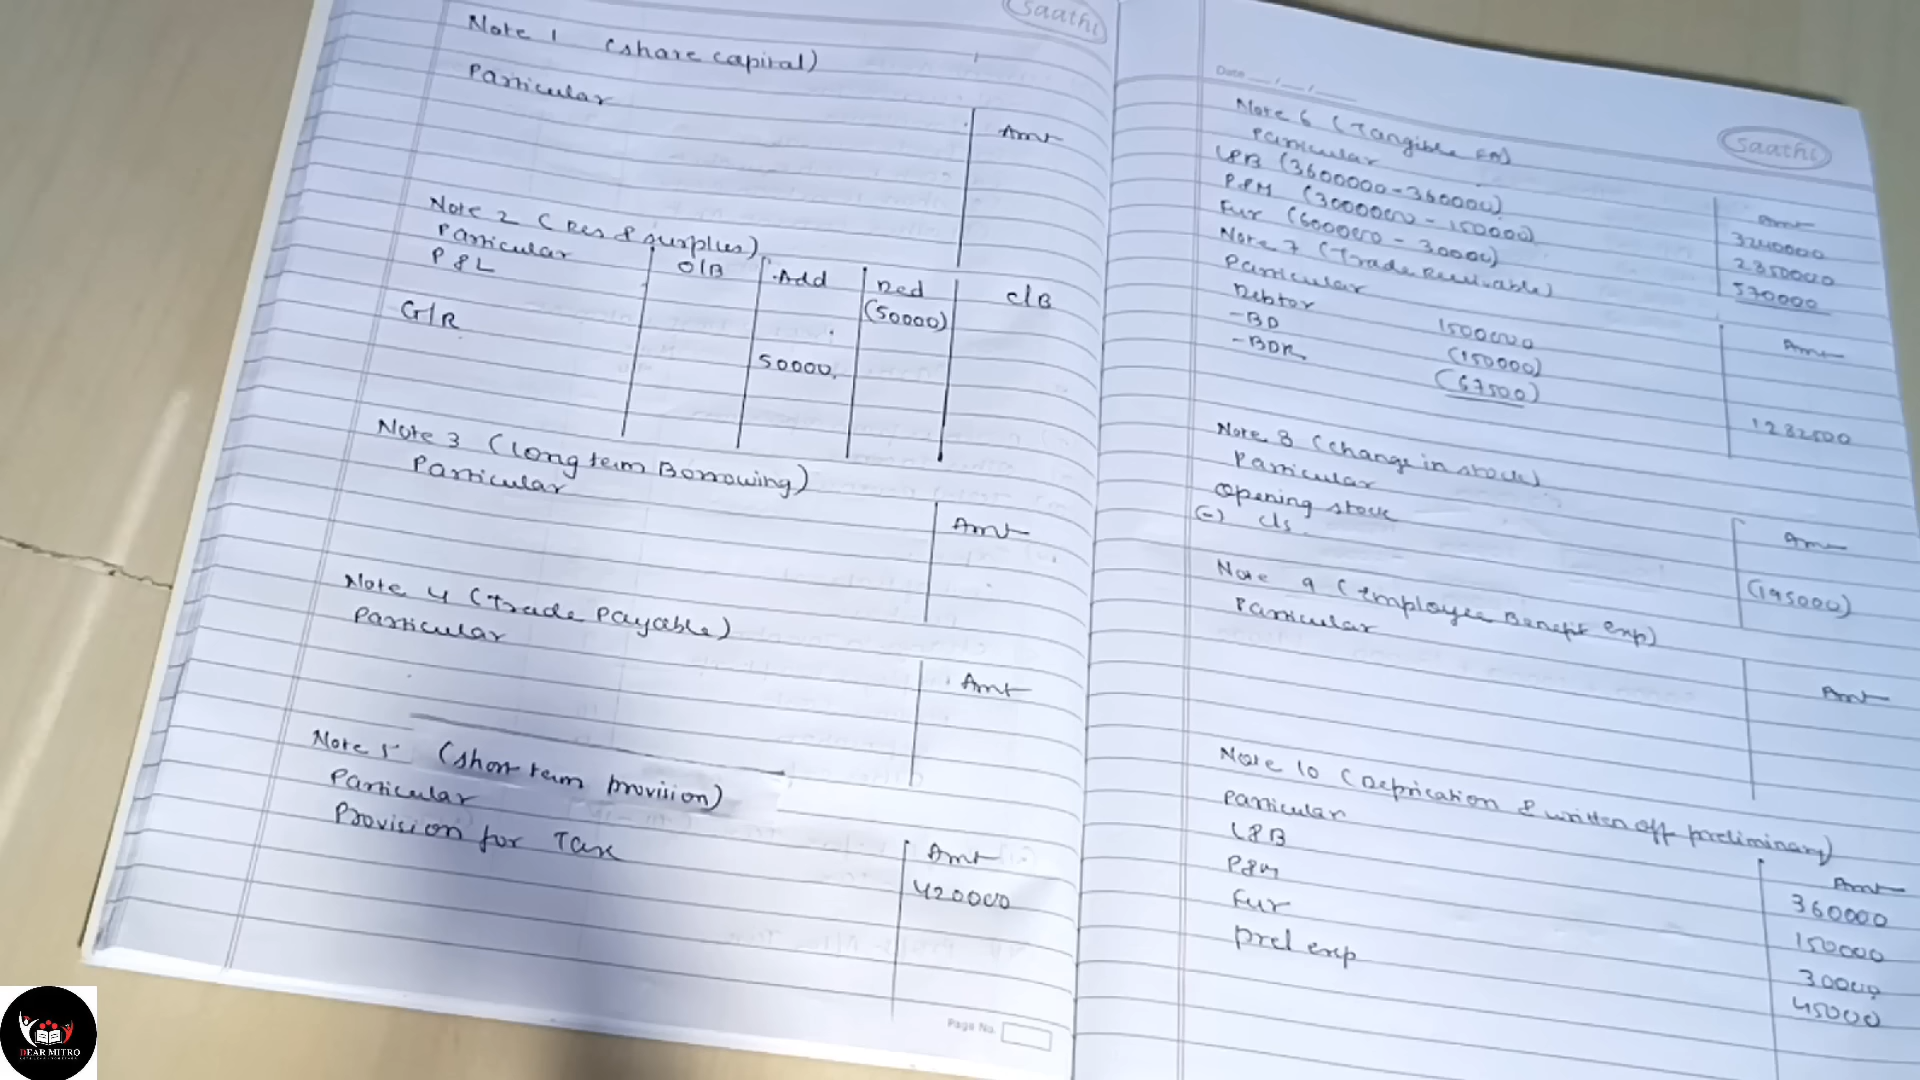 saathi
Note 1 (share capital)
Particular Amt
Note 2 (Res & surplus)
Particular O/B Add Ded C/B
P & L (50000)
G/R 50000
Note 3 (long term Borrowing)
Particular Amt
Note 4 (Trade Payable)
Particular Amt
Note 5 (short term provision)
Particular Amt
Provision for Tax 420000
Page No.
Date
saathi
Note 6 (Tangible FA)
Particular Amt
L&B (3600000-360000) 3240000
P&M (3000000-150000)
Fur (600000-30000) 570000
Note 7 (Trade Receivable)
Particular Amt
Debtor 1500000
-BD (150000)
-BDR (67500)
1282500
Note 8 (Change in stock)
Particular Amt
Opening stock
(-) cls (195000)
Note 9 (employee Benefit exp)
Particular Amt
Note 10 (Deprication & written off preliminary)
Particular Amt
L&B 360000
P&M 150000
Fur 30000
prel exp 45000
DEAR MITRO